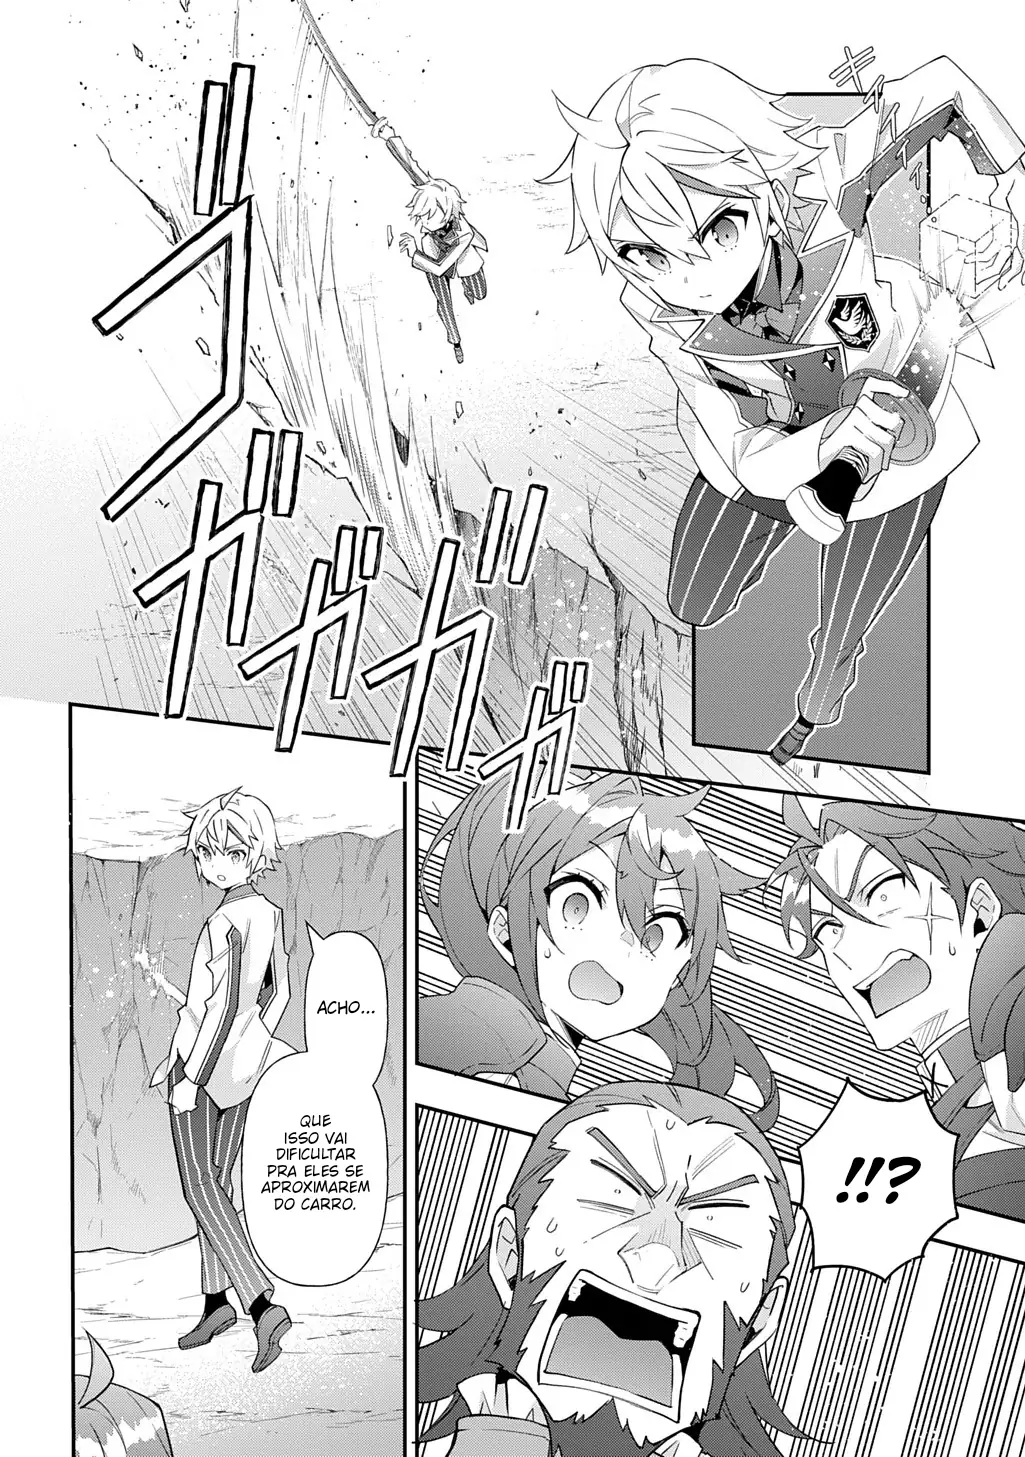 キィィィ
ズガガガガ
!!?
ACHO...
QUE
ISSO VAI
DIFICULTAR
PRA ELES SE
APROXIMAREM
DO CARRO.